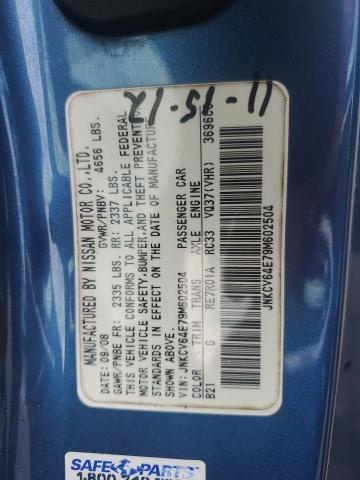 11-15-12
MANUFACTURED BY NISSAN MOTOR CO.,LTD.
DATE: 09/08 GVWR/PNBV: 4656 LBS.
GAWR/PNBE FR: 2335 LBS. RR: 2337 LBS.
THIS VEHICLE CONFORMS TO ALL APPLICABLE FEDERAL
MOTOR VEHICLE SAFETY,BUMPER,AND THEFT PREVENTION
STANDARDS IN EFFECT ON THE DATE OF MANUFACTURE
SHOWN ABOVE.
VIN: JNKCV64E79M602504 PASSENGER CAR
COLOR TRIM TRANS AXLE ENGINE
B21 G RE7R01A RC33 VQ37(VHR)
JNKCV64E79M602504
SAFE PARTS